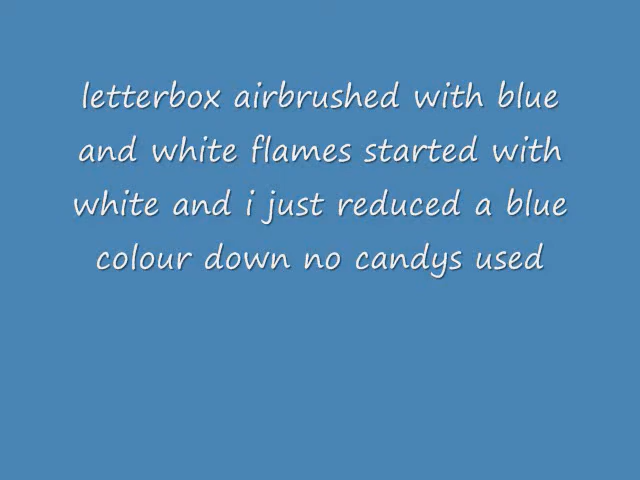 letterbox airbrushed with blue
and white flames started with
white and i just reduced a blue
colour down no candys used